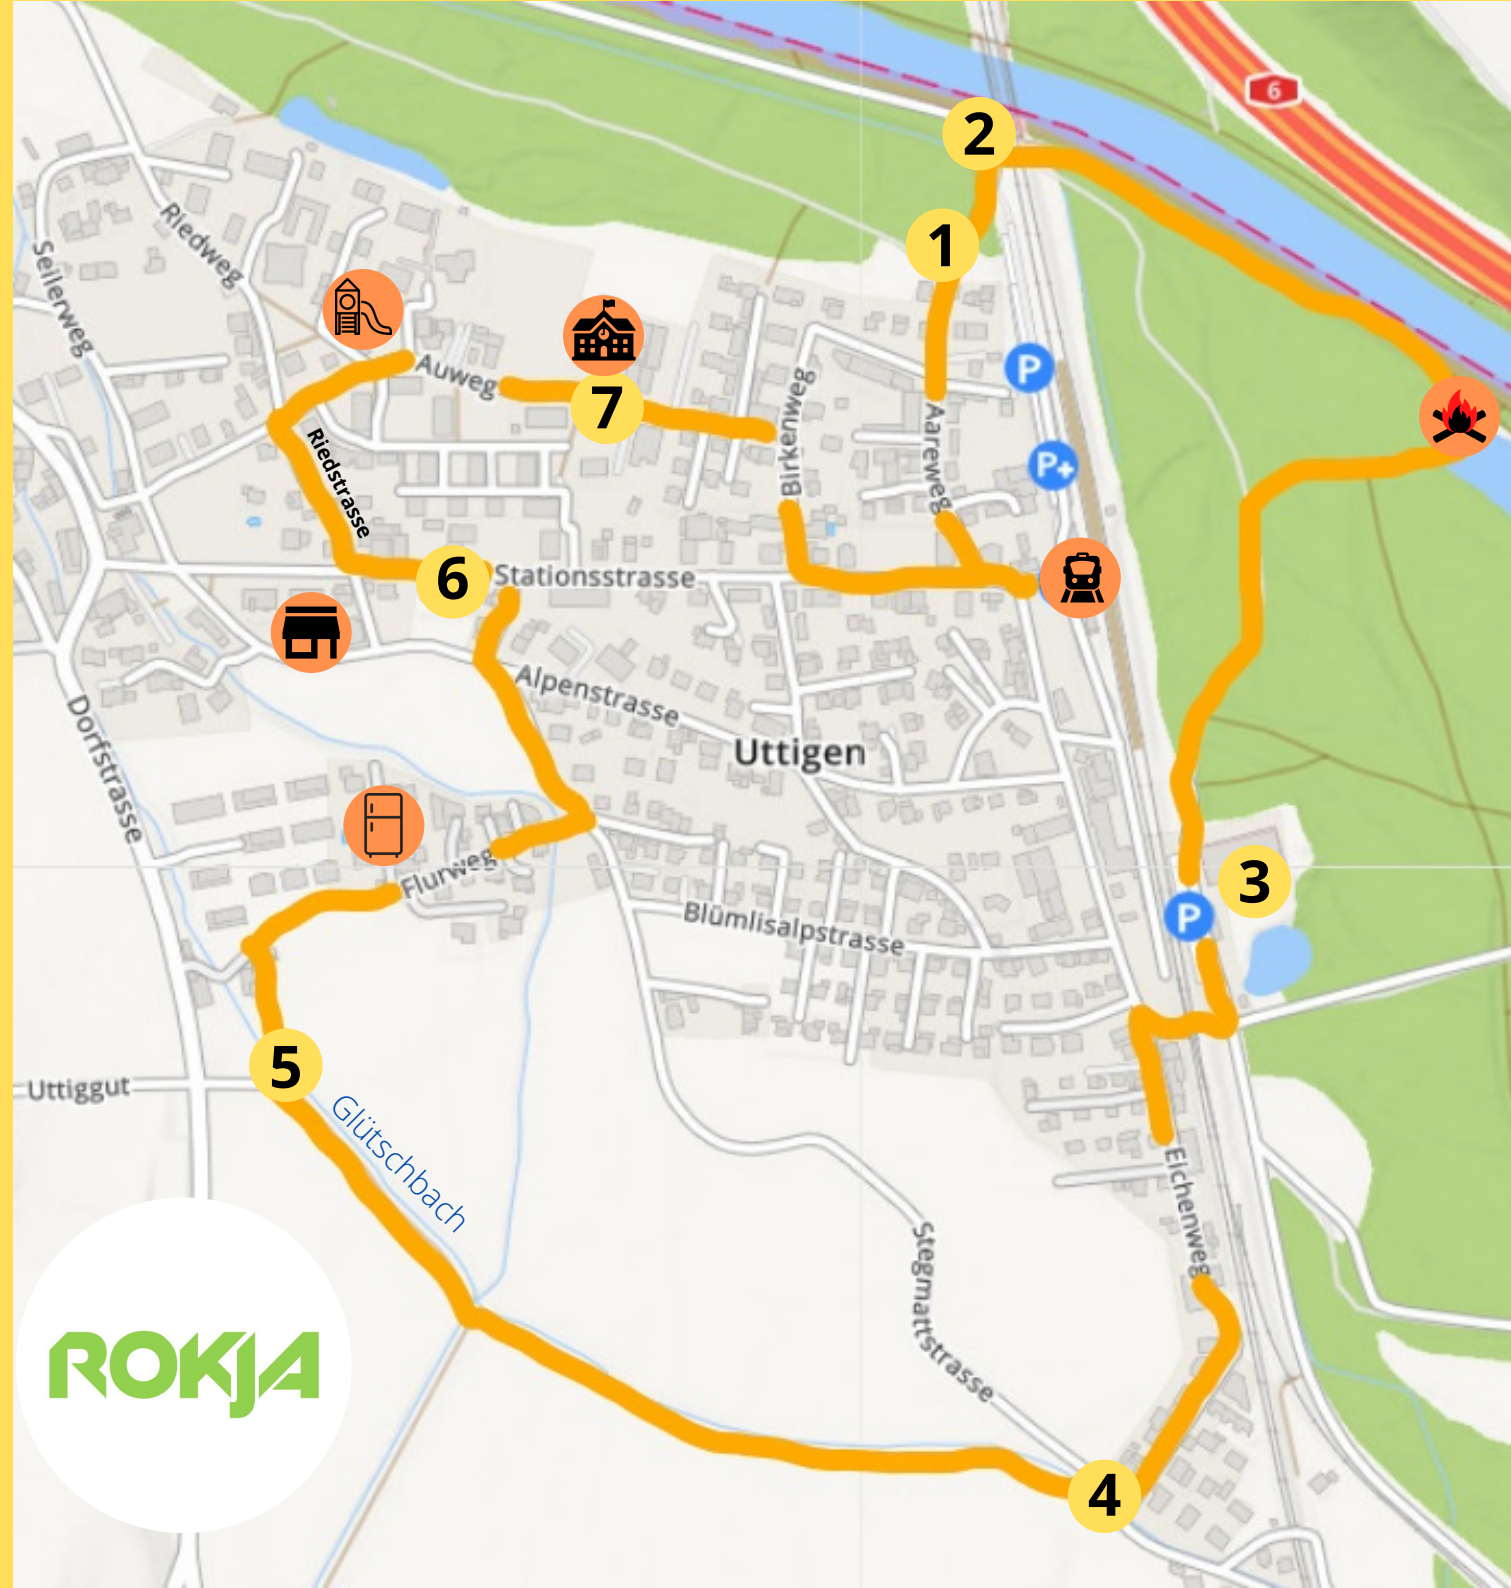 6
2
1
Riedweg
Seilerweg
Auweg
7
Birkenweg
Aareweg
P
P+
Riedstrasse
6
Stationsstrasse
Alpenstrasse
Uttigen
Dorfstrasse
Flurweg
3
P
Blümlisalpstrasse
5
Uttiggut
Glütschbach
Eichenweg
Stegmattstrasse
ROKJA
4